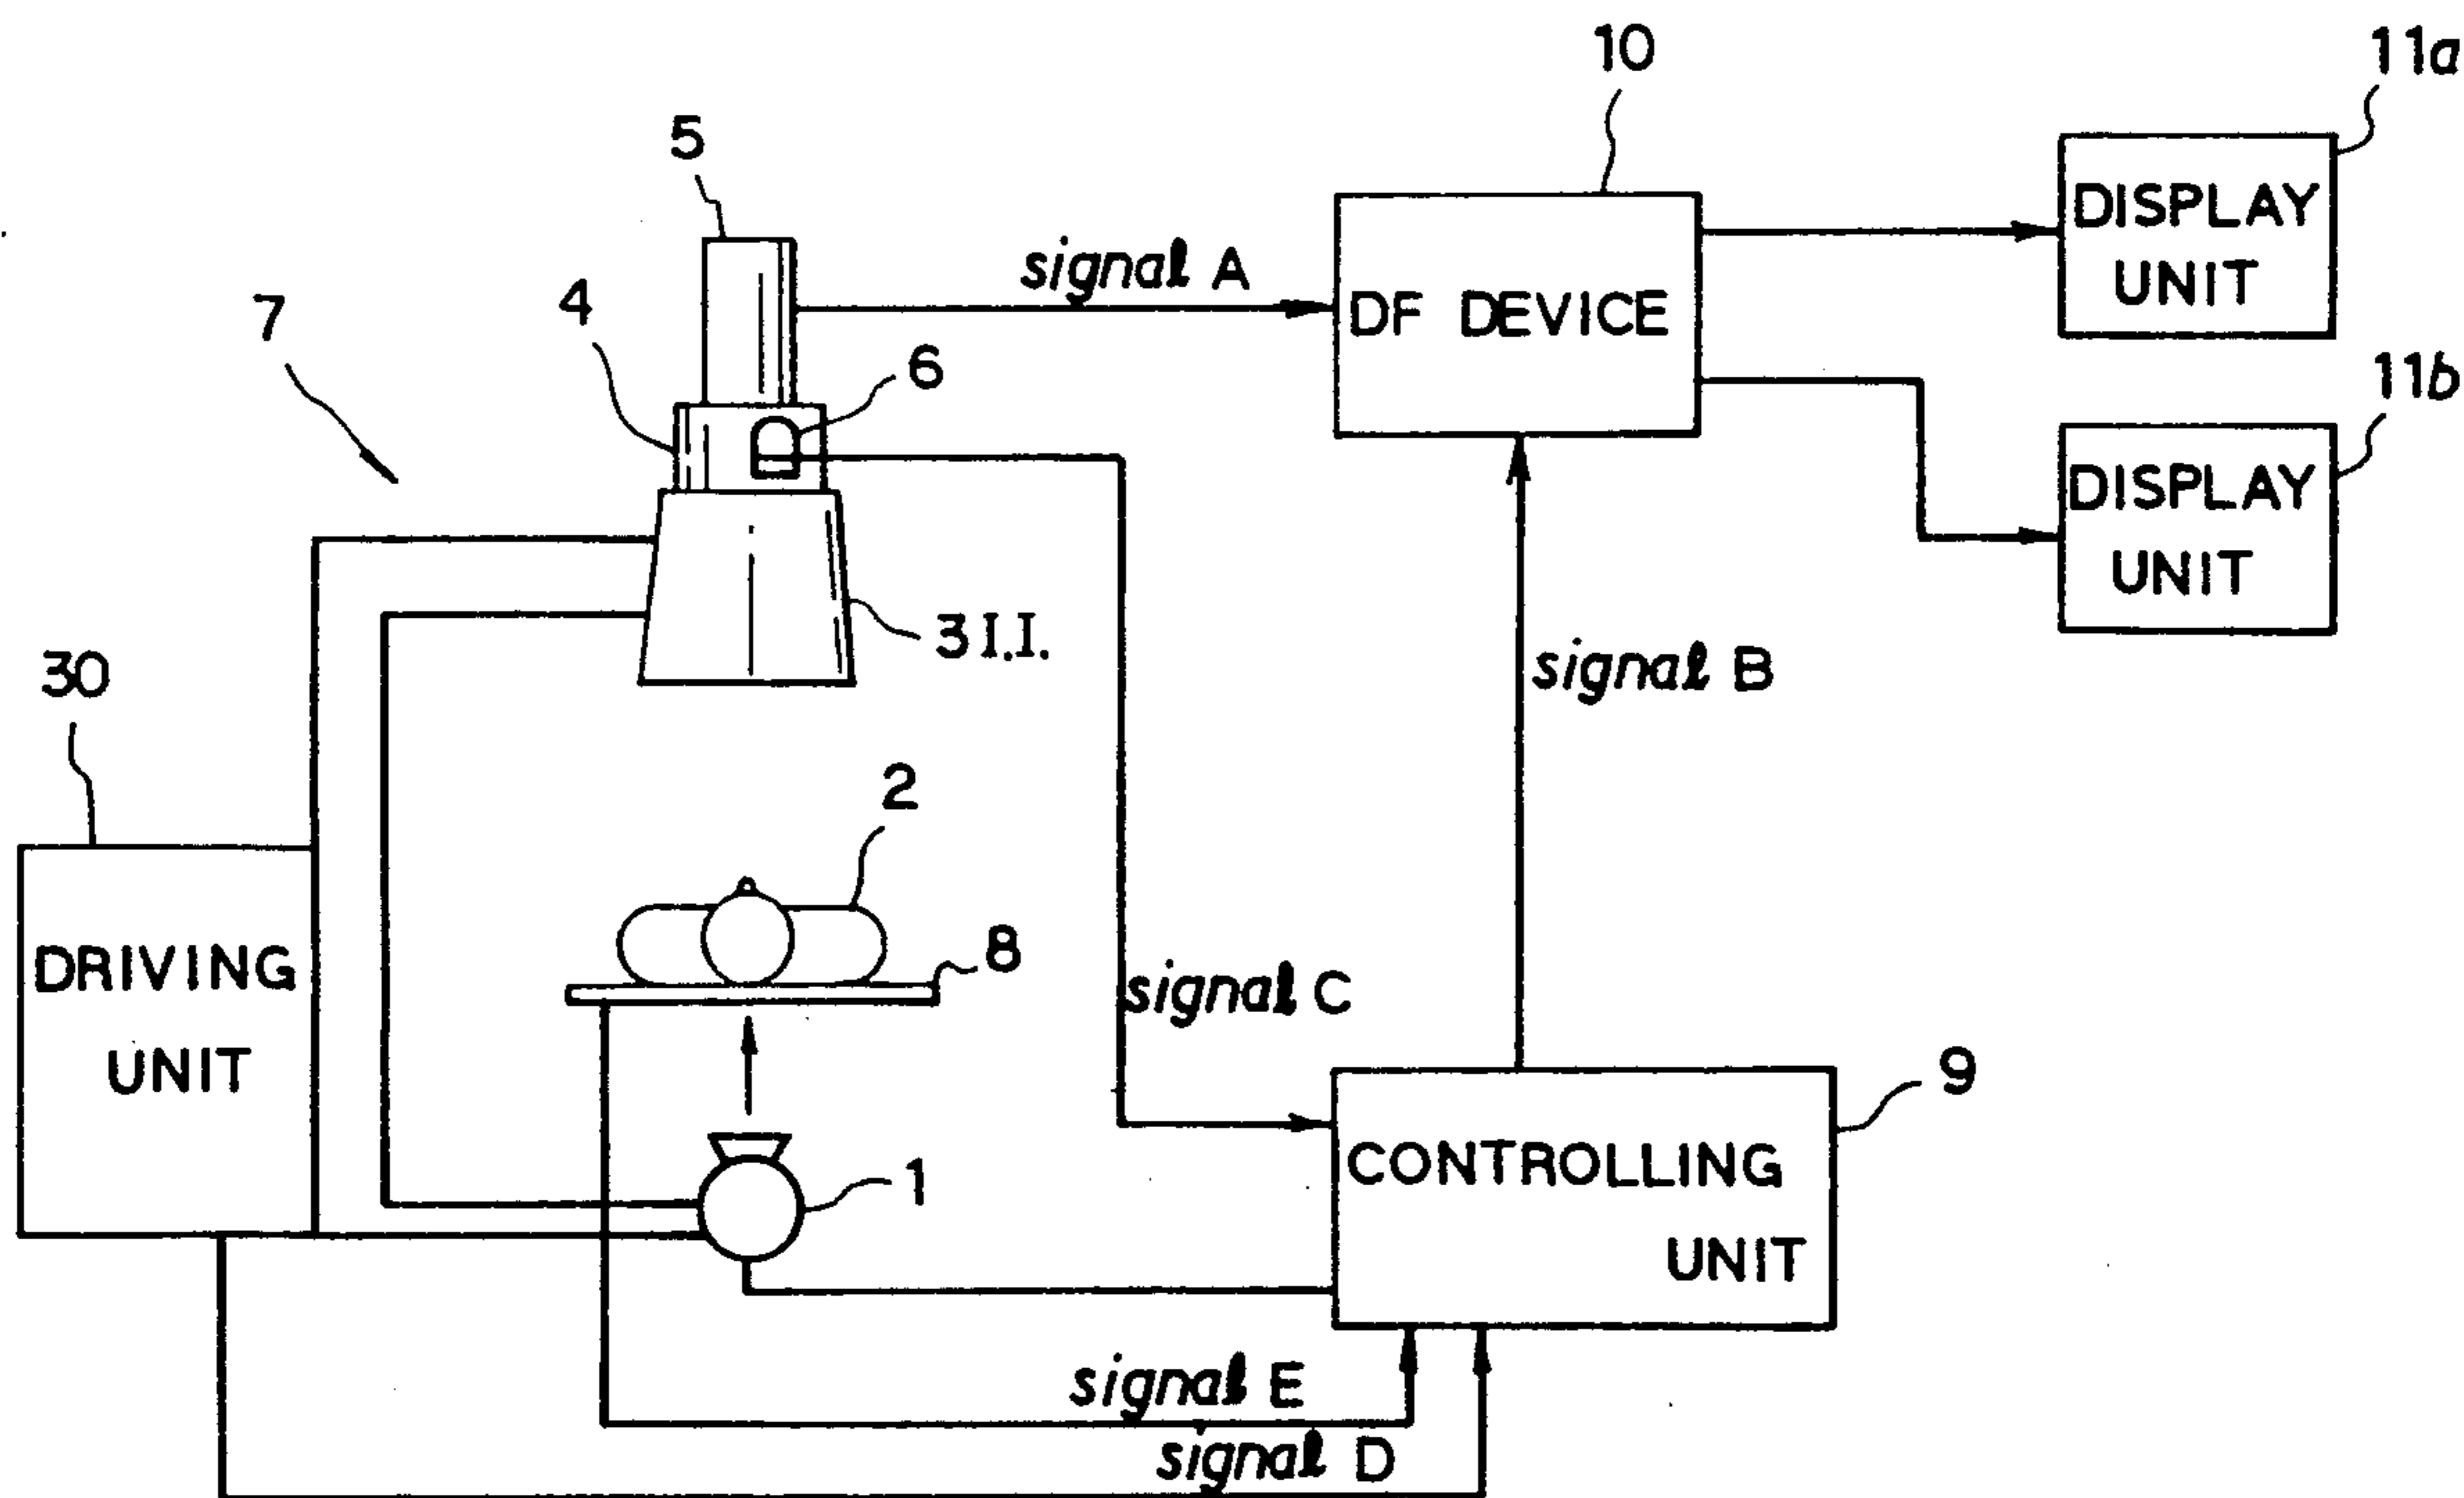 10
11a
5
DISPLAY
UNIT
signal A
4
7
DF DEVICE
6
11b
DISPLAY
UNIT
3 I.I.
signal B
30
2
DRIVING
UNIT
8
signal C
9
1
CONTROLLING
UNIT
signal E
signal D